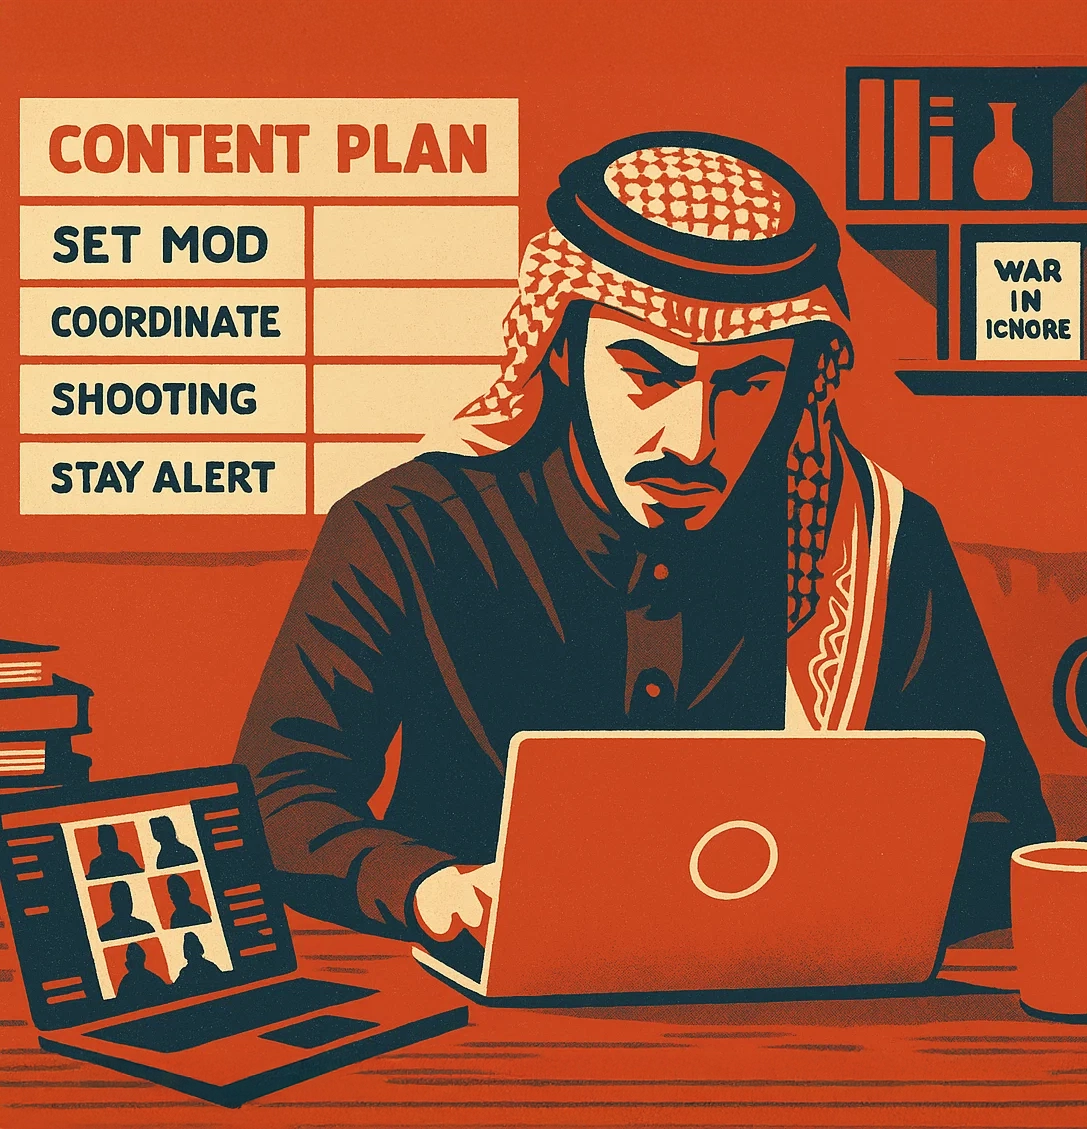 CONTENT PLAN
SET MOD
COORDINATE
SHOOTING
STAY ALERT
WAR
IN
ICNORE